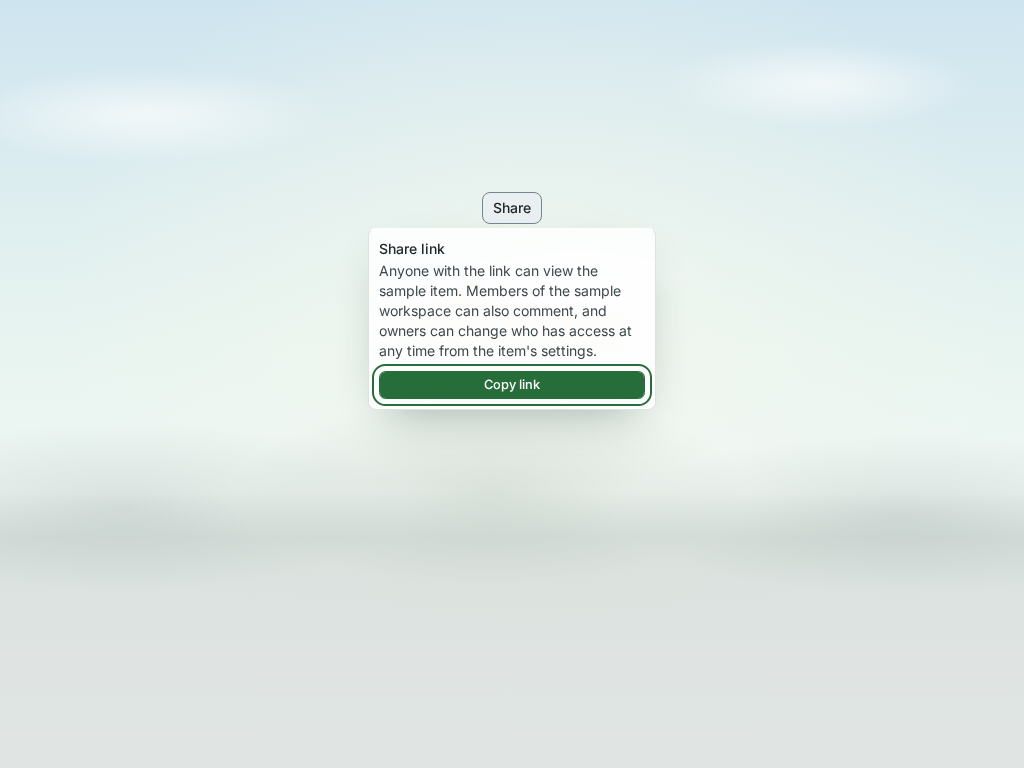 Share
Share link
Anyone with the link can view the
sample item. Members of the sample
workspace can also comment, and
owners can change who has access at
any time from the item's settings.
Copy link